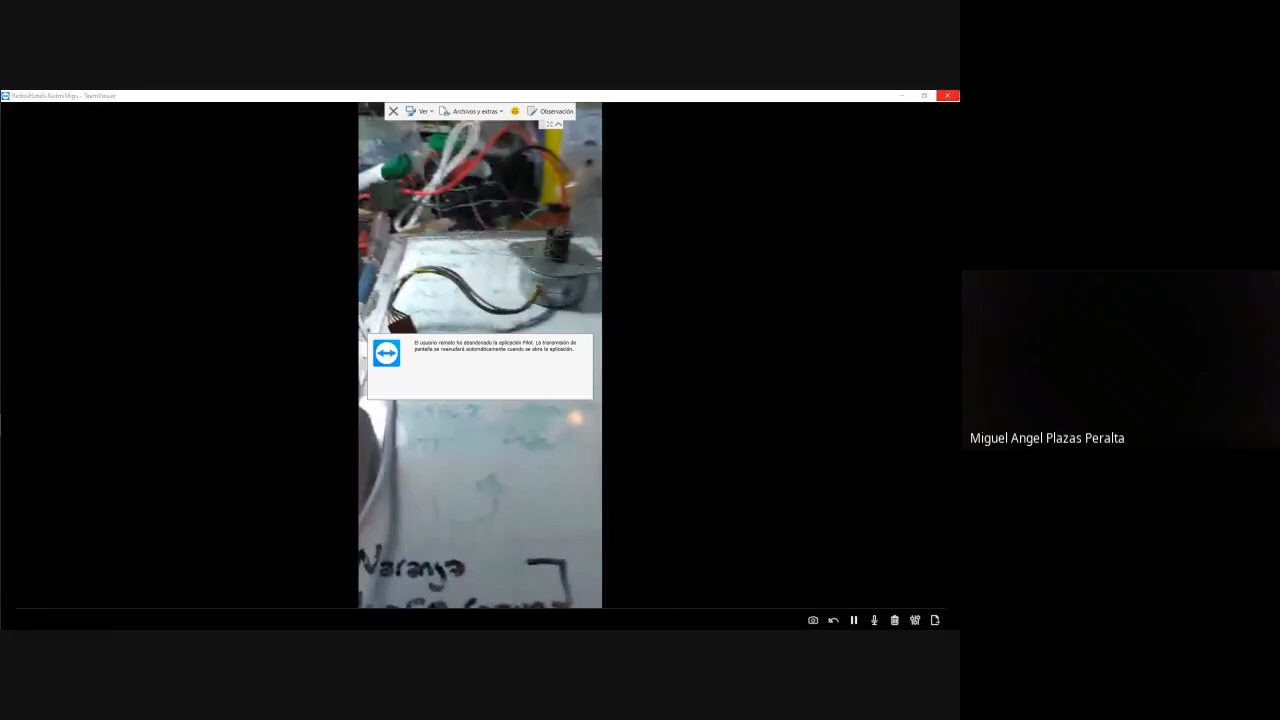 TeamViewer
Ver
Archivos y extras
Observación
El usuario remoto ha abandonado la aplicación Pilot. La transmisión de
pantalla se reanudará automáticamente cuando se abra la aplicación.
Miguel Angel Plazas Peralta
Naranja